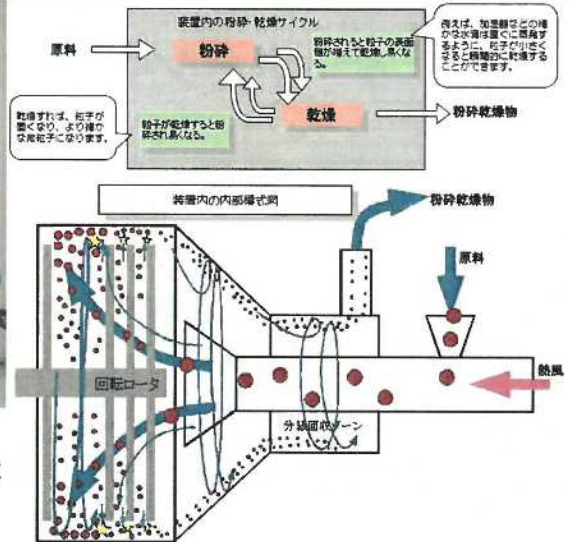 装置内の粉砕・乾燥サイクル
原料
粉砕
粉砕されると粒子の表面
積が増えて乾燥し易くな
る。
例えば、加湿器などの細
かな水滴は直ぐに蒸発す
るように、粒子が小さく
なると瞬間的に乾燥する
ことができます。
乾燥
粉砕乾燥物
乾燥すれば、粒子が
脆くなり、より細か
な微粒子になります。
粒子が乾燥すると粉
砕され易くなる。
装置内の内部模式図
粉砕乾燥物
原料
熱風
回転ロータ
分級回収ゾーン